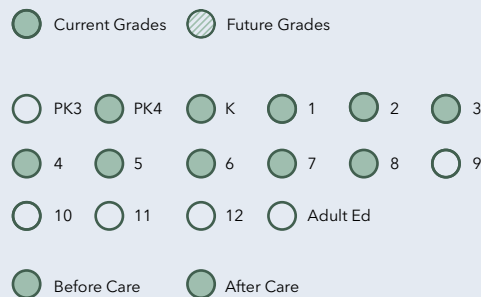 Current Grades Future Grades
PK3 PK4 K 1 2 3
4 5 6 7 8 9
10 11 12 Adult Ed
Before Care After Care